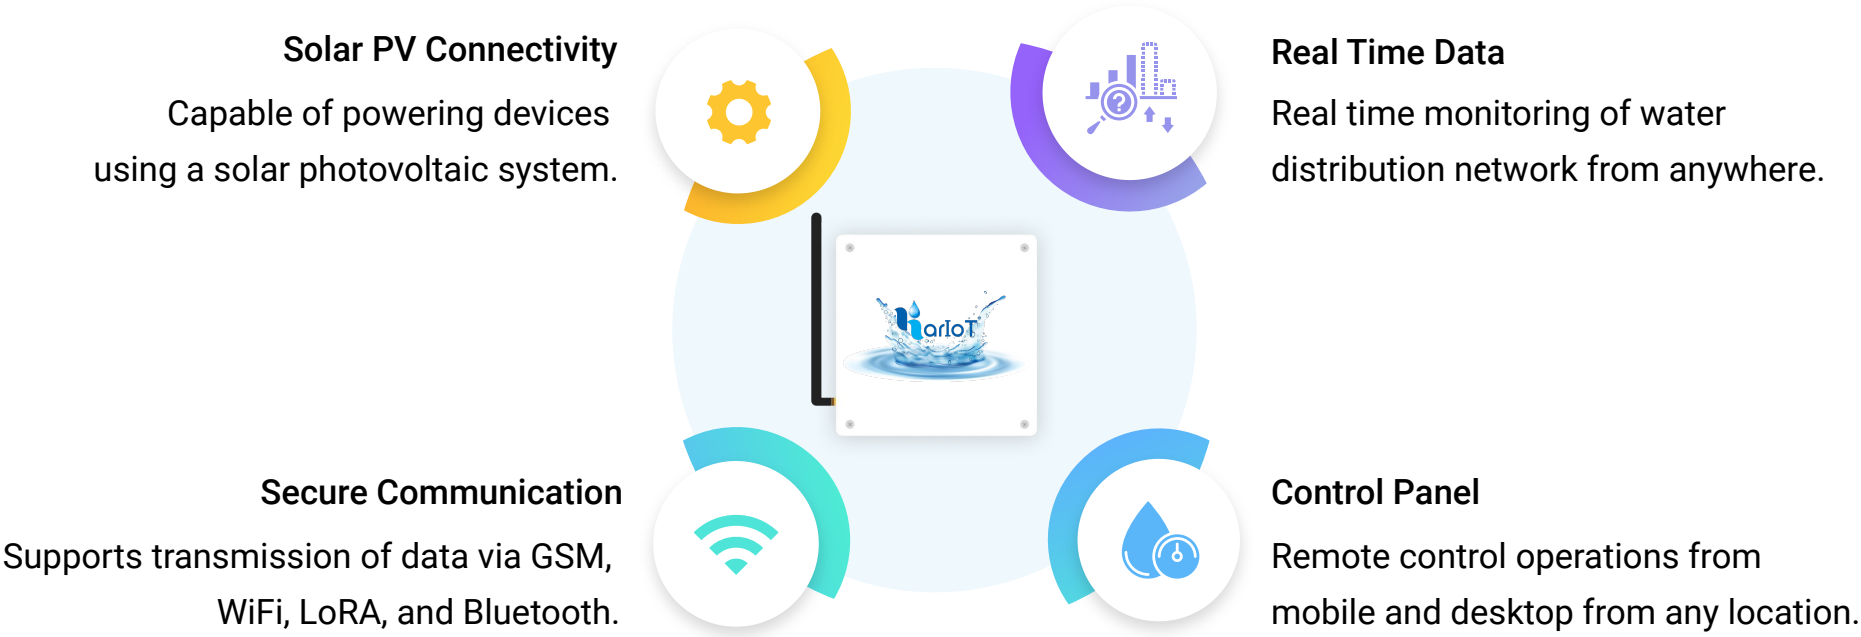 Solar PV Connectivity
Capable of powering devices
using a solar photovoltaic system.
Real Time Data
Real time monitoring of water
distribution network from anywhere.
?
harIoT
Secure Communication
Supports transmission of data via GSM,
WiFi, LoRA, and Bluetooth.
Control Panel
Remote control operations from
mobile and desktop from any location.